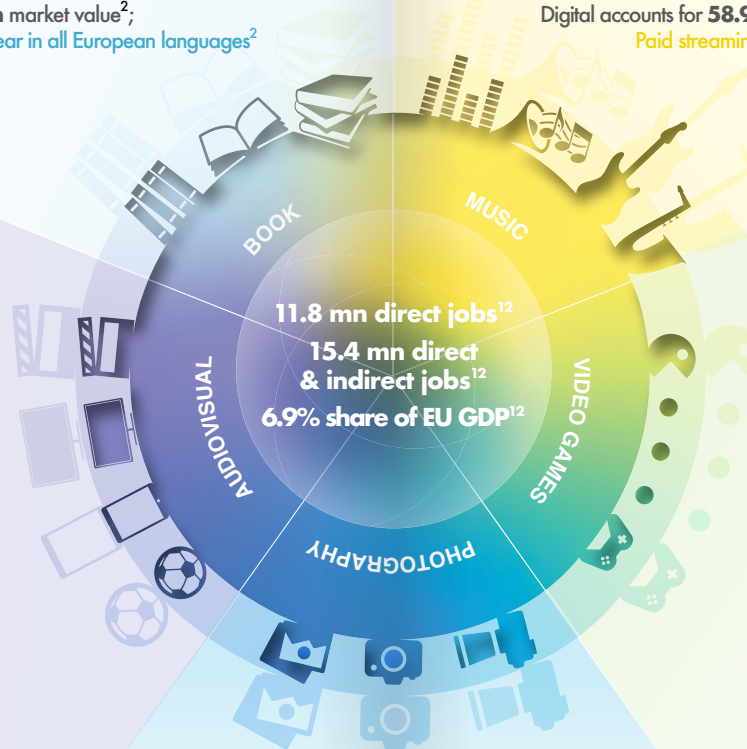 market value²;
ear in all European languages²
Digital accounts for 58.9
Paid streamin
BOOK
MUSIC
11.8 mn direct jobs¹²
15.4 mn direct
& indirect jobs¹²
6.9% share of EU GDP¹²
AUDIOVISUAL
VIDEO GAMES
PHOTOGRAPHY